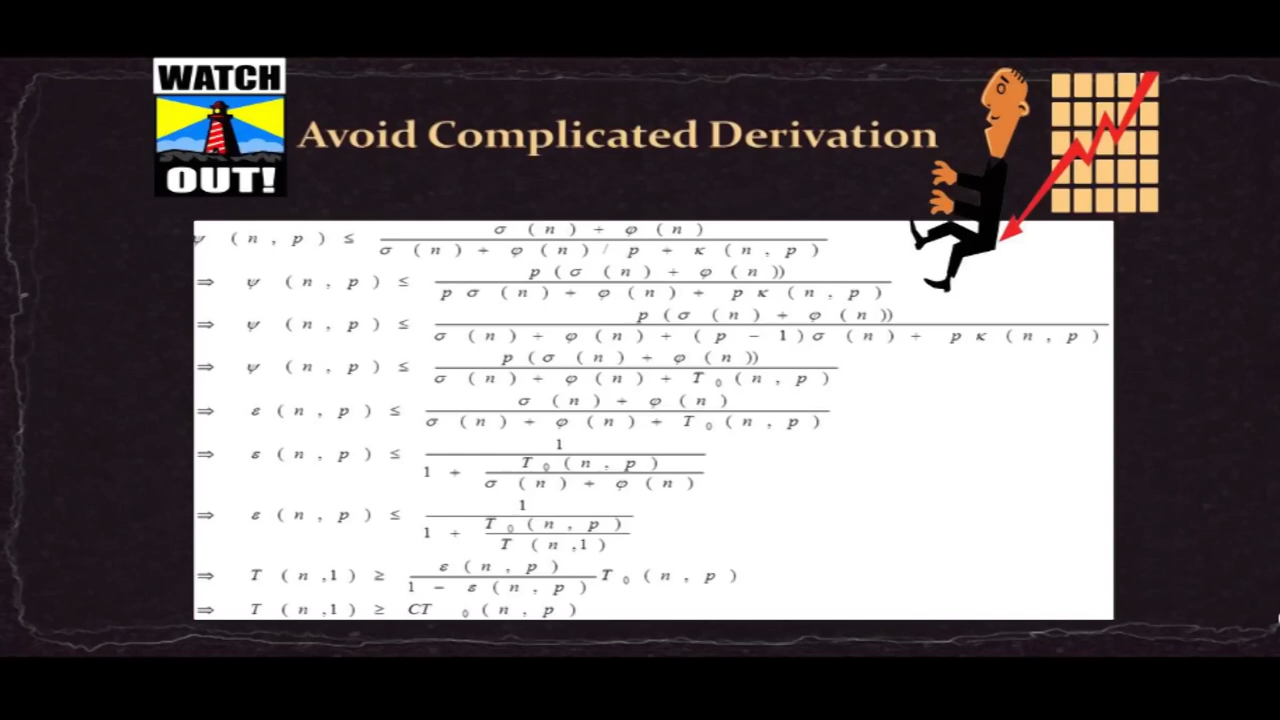 WATCH
OUT!
Avoid Complicated Derivation
ψ (n, p) ≤ (σ(n) + φ(n)) / (σ(n) + φ(n) / p + κ(n, p))
⇒ ψ (n, p) ≤ p(σ(n) + φ(n)) / (pσ(n) + φ(n) + pκ(n, p))
⇒ ψ (n, p) ≤ p(σ(n) + φ(n)) / (σ(n) + φ(n) + (p − 1)σ(n) + pκ(n, p))
⇒ ψ (n, p) ≤ p(σ(n) + φ(n)) / (σ(n) + φ(n) + T₀(n, p))
⇒ ε(n, p) ≤ (σ(n) + φ(n)) / (σ(n) + φ(n) + T₀(n, p))
⇒ ε(n, p) ≤ 1 / (1 + T₀(n, p) / (σ(n) + φ(n)))
⇒ ε(n, p) ≤ 1 / (1 + T₀(n, p) / T(n,1))
⇒ T(n,1) ≥ ε(n, p) / (1 − ε(n, p)) T₀(n, p)
⇒ T(n,1) ≥ CT₀(n, p)